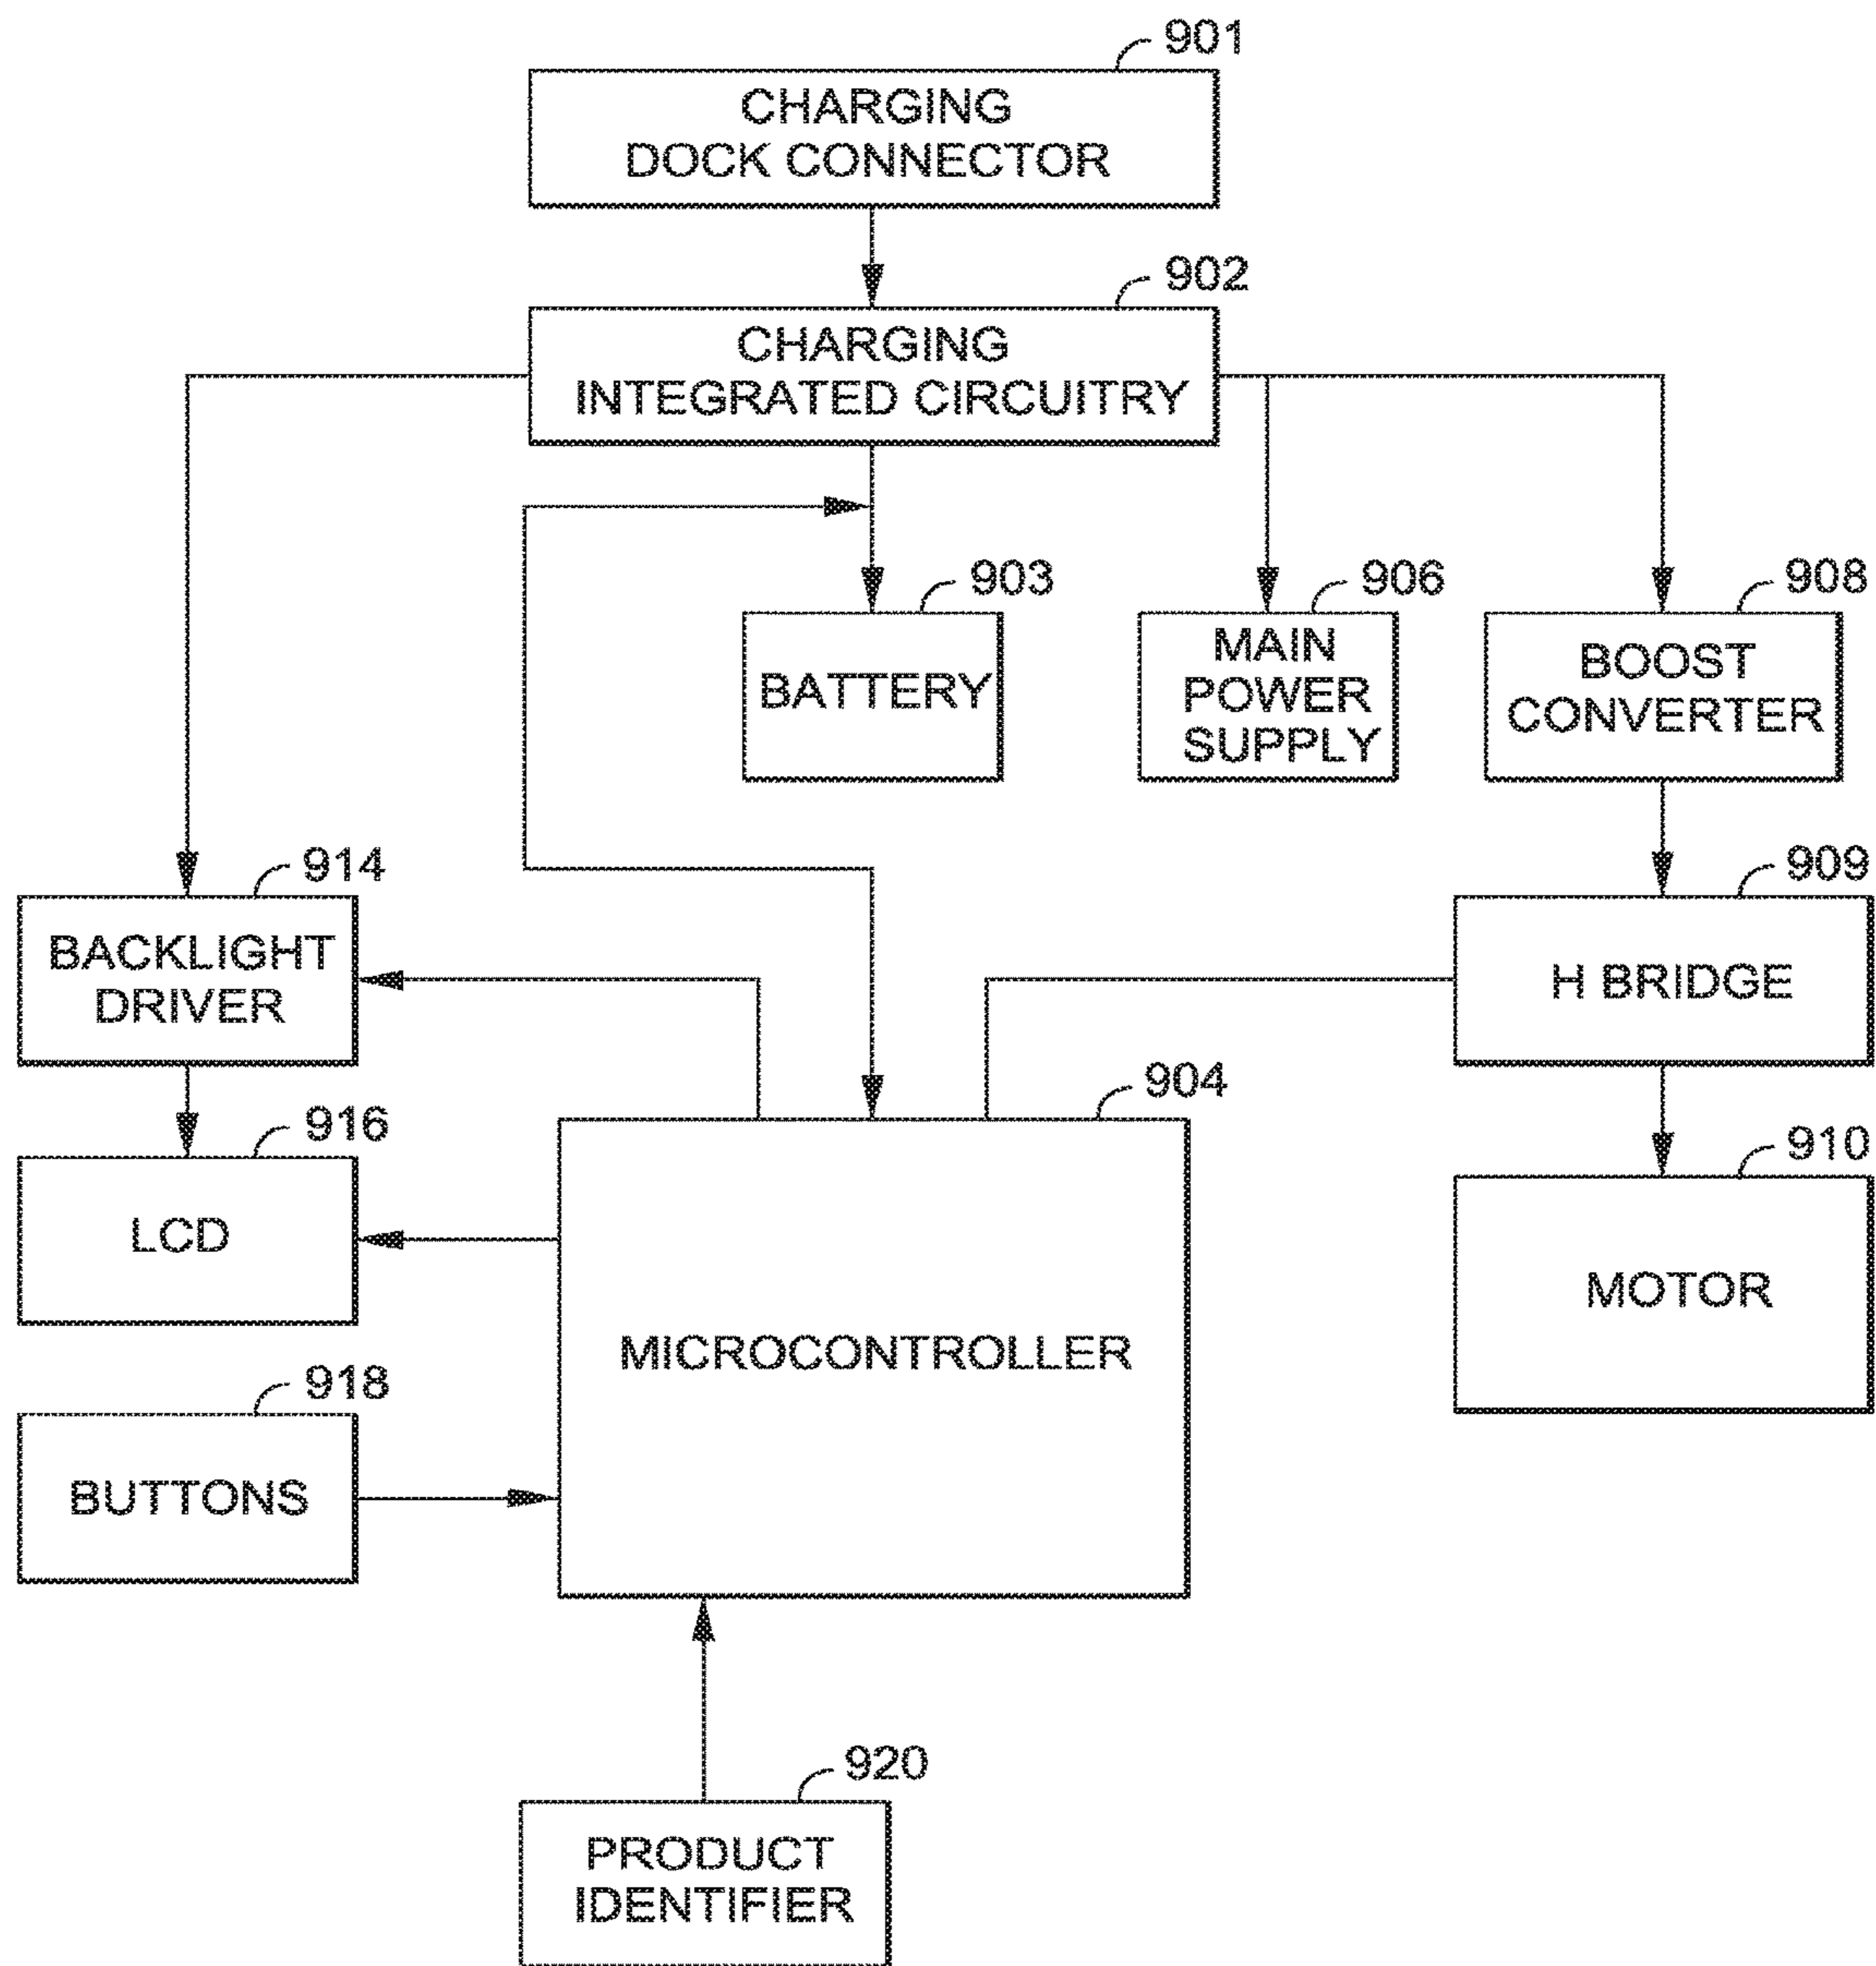 901
CHARGING
DOCK CONNECTOR
902
CHARGING
INTEGRATED CIRCUITRY
903
BATTERY
906
MAIN
POWER
SUPPLY
908
BOOST
CONVERTER
914
BACKLIGHT
DRIVER
909
H BRIDGE
904
MICROCONTROLLER
916
LCD
910
MOTOR
918
BUTTONS
920
PRODUCT
IDENTIFIER